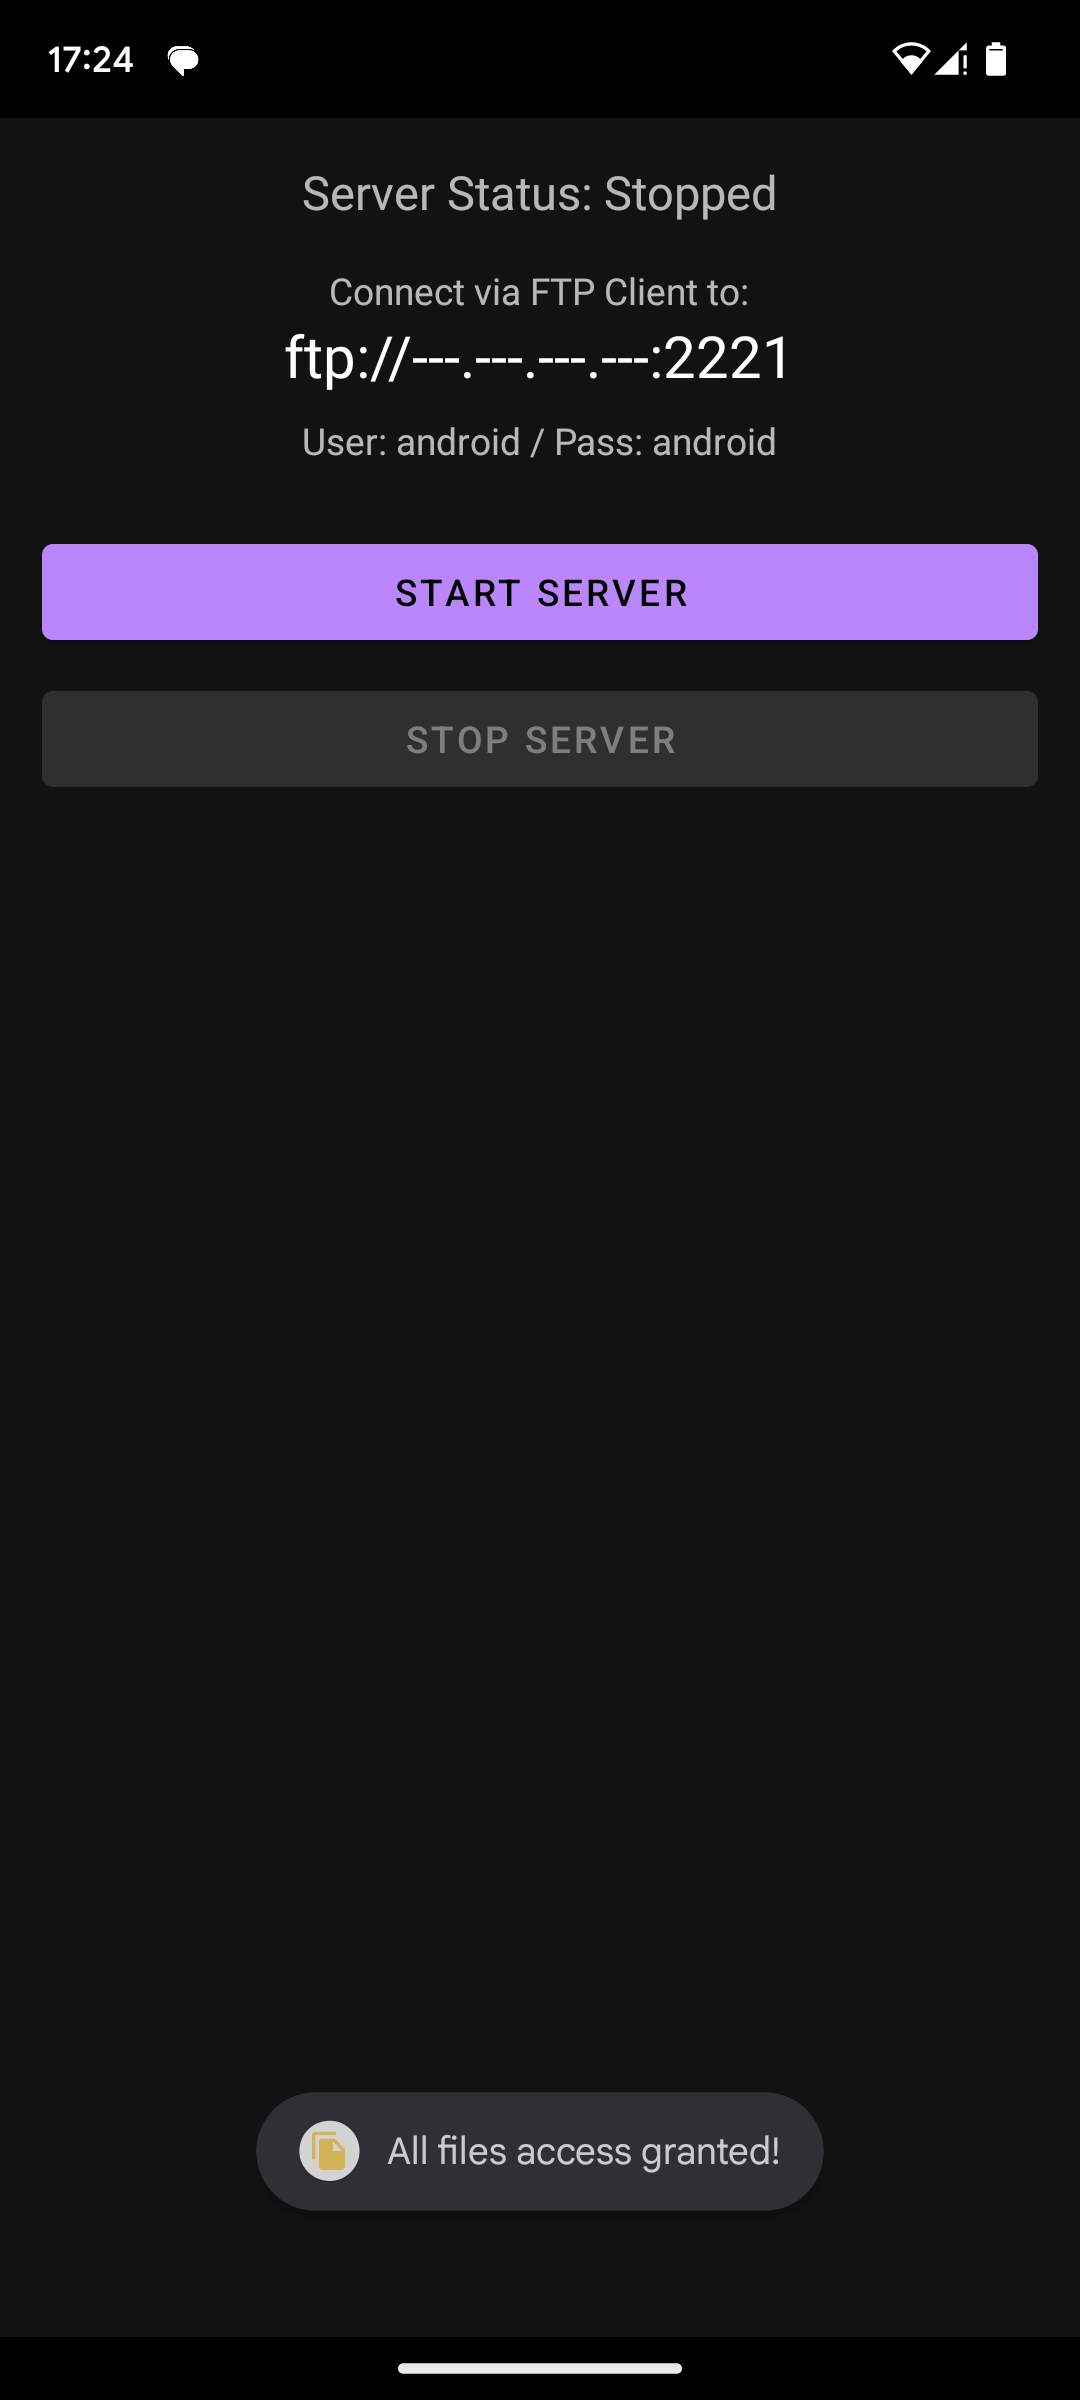 17:24
Server Status: Stopped
Connect via FTP Client to:
ftp://---.---.---.---:2221
User: android / Pass: android
START SERVER
STOP SERVER
All files access granted!